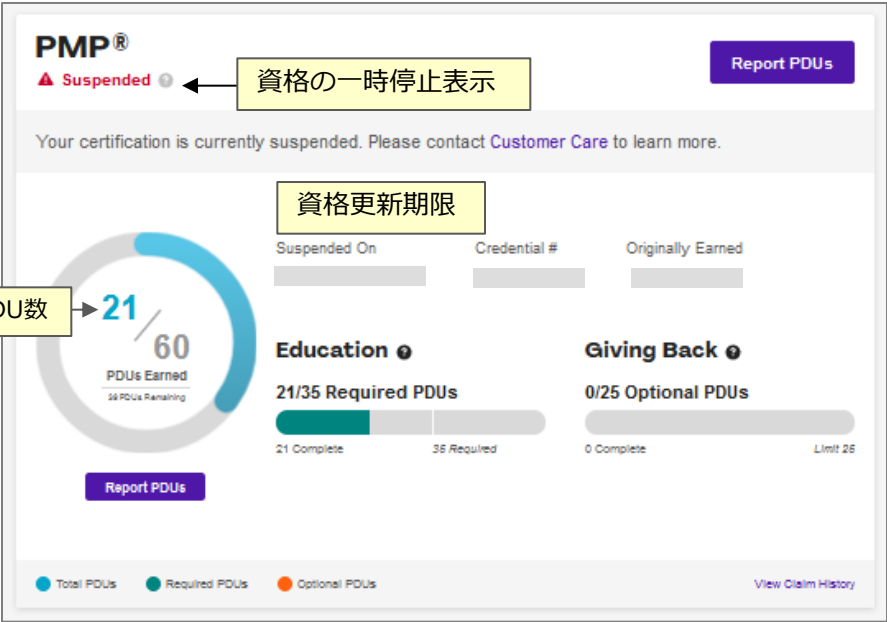 PMP®
Suspended
資格の一時停止表示
Report PDUs
Your certification is currently suspended. Please contact Customer Care to learn more.
資格更新期限
Suspended On
Credential #
Originally Earned
DU数
21
60
PDUs Earned
39 PDUs Remaining
Report PDUs
Education
21/35 Required PDUs
21 Complete
35 Required
Giving Back
0/25 Optional PDUs
0 Complete
Limit 25
Total PDUs
Required PDUs
Optional PDUs
View Claim History